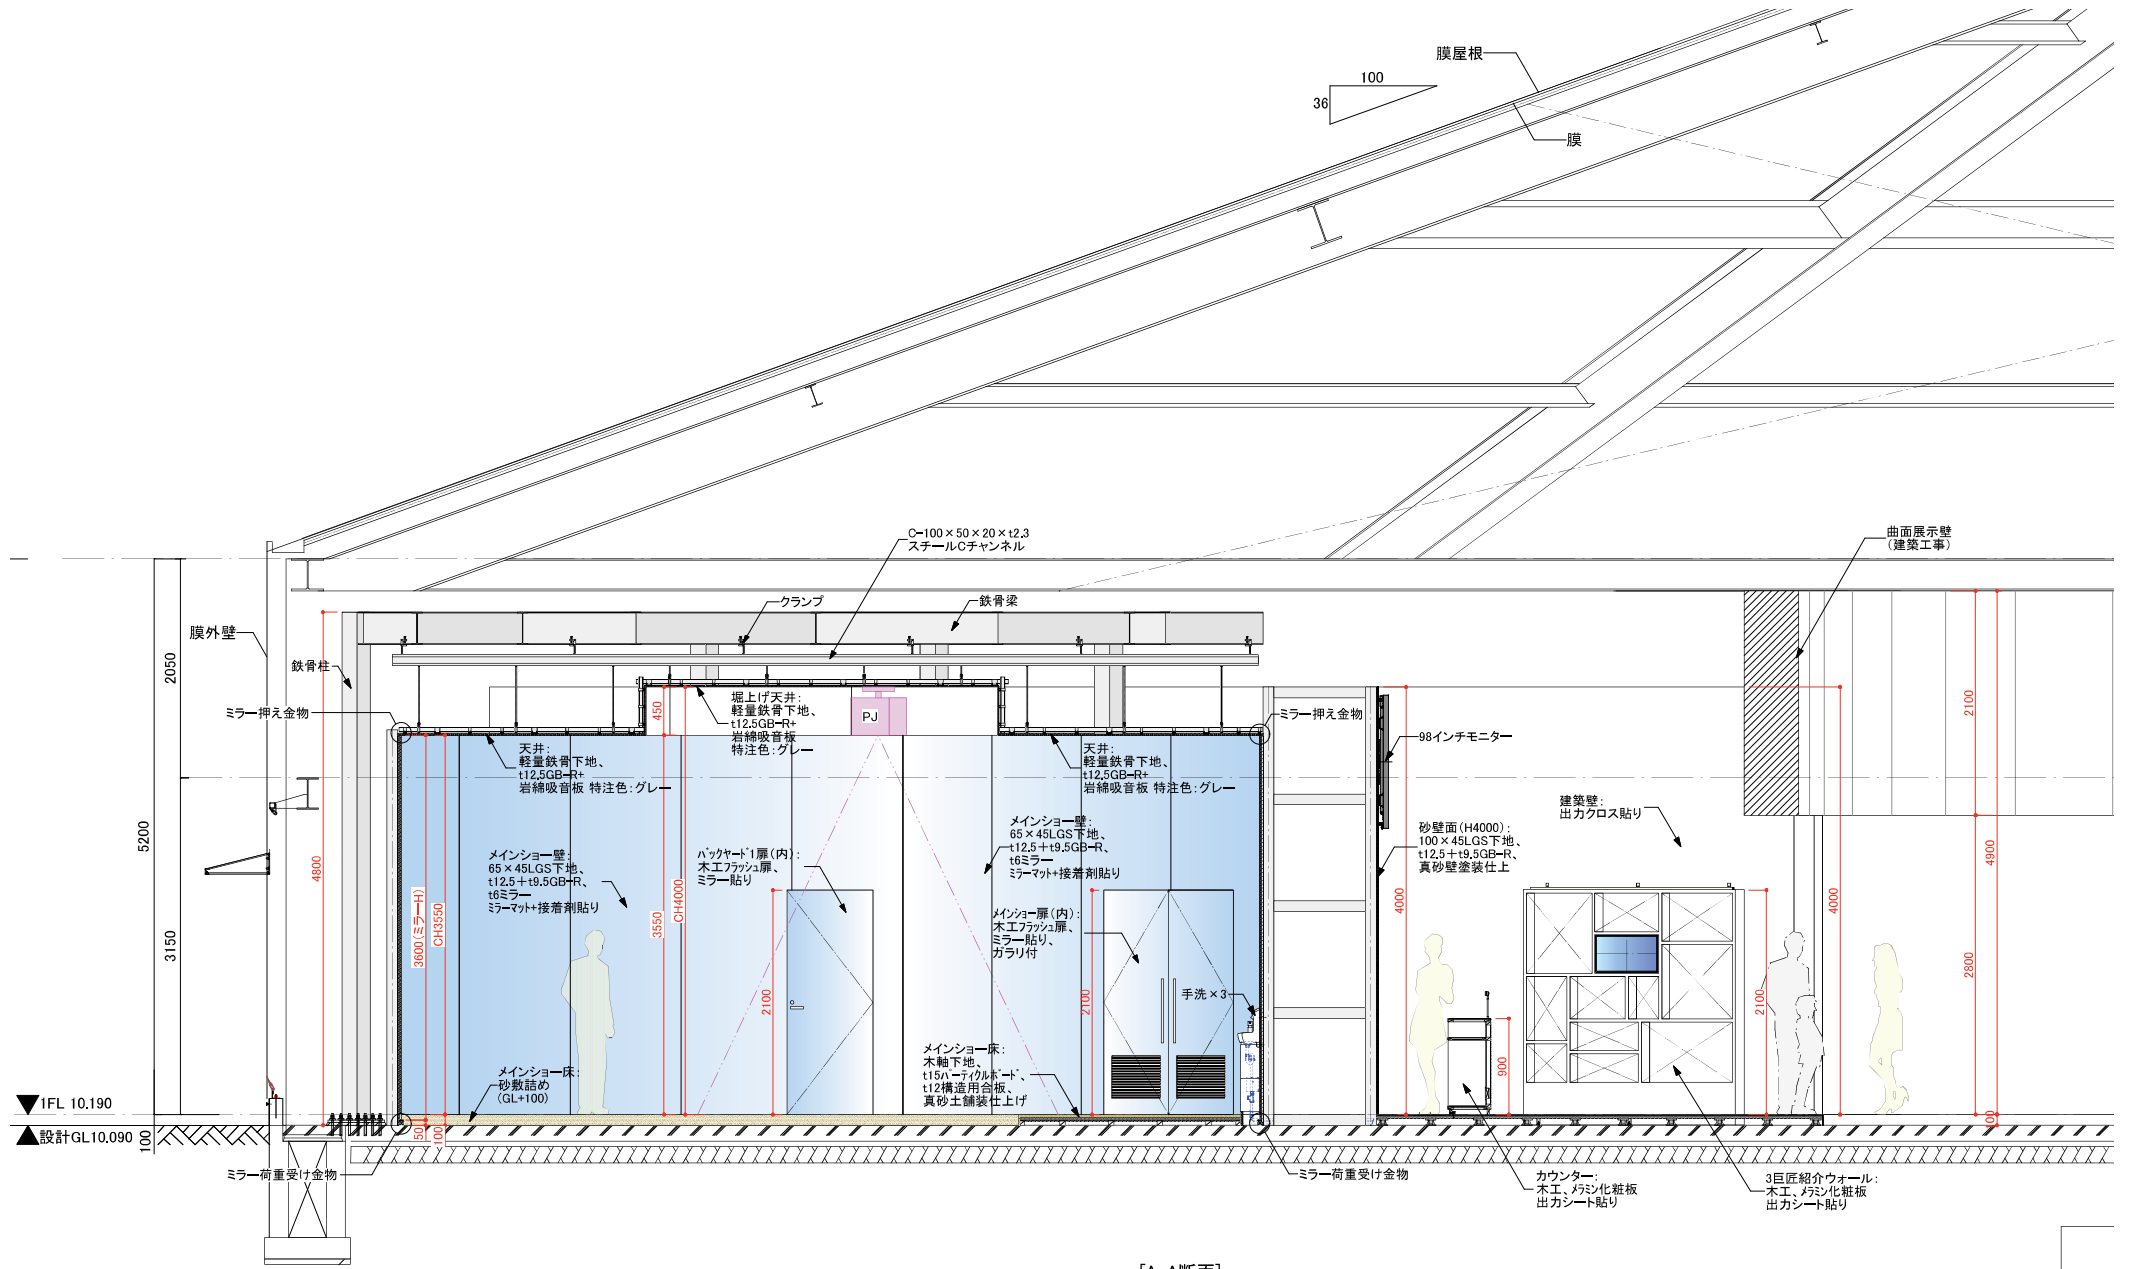 膜屋根
100
36
膜
C-100×50×20×t2.3
スチールCチャンネル
曲面展示壁
(建築工事)
クランプ
鉄骨梁
膜外壁
鉄骨柱
2050
5200
3150
4800
ミラー押え金物
450
堀上げ天井:
軽量鉄骨下地、
t12.5GB-R+
岩綿吸音板
特注色:グレー
PJ
ミラー押え金物
98インチモニター
2100
天井:
軽量鉄骨下地、
t12.5GB-R+
岩綿吸音板 特注色:グレー
天井:
軽量鉄骨下地、
t12.5GB-R+
岩綿吸音板 特注色:グレー
建築壁:
出力クロス貼り
メインショー壁:
65×45LGS下地、
t12.5+t9.5GB-R、
t6ミラー
ミラーマット+接着剤貼り
バックヤード1扉(内):
木工フラッシュ扉、
ミラー貼り
メインショー壁:
65×45LGS下地、
t12.5+t9.5GB-R、
t6ミラー
ミラーマット+接着剤貼り
砂壁面(H4000):
100×45LGS下地、
t12.5+t9.5GB-R、
真砂壁塗装仕上
3600(ミラーH)
CH3550
3550
CH4000
4000
4000
4900
メインショー扉(内):
木工フラッシュ扉、
ミラー貼り、
ガラリ付
2100
2100
手洗×3
2100
2800
900
メインショー床:
砂敷詰め
(GL+100)
メインショー床:
木軸下地、
t15パーティクルボード、
t12構造用合板、
真砂土舗装仕上げ
1FL 10.190
設計GL10.090
100
50
100
100
ミラー荷重受け金物
ミラー荷重受け金物
カウンター:
木工、メラミン化粧板
出力シート貼り
3巨匠紹介ウォール:
木工、メラミン化粧板
出力シート貼り